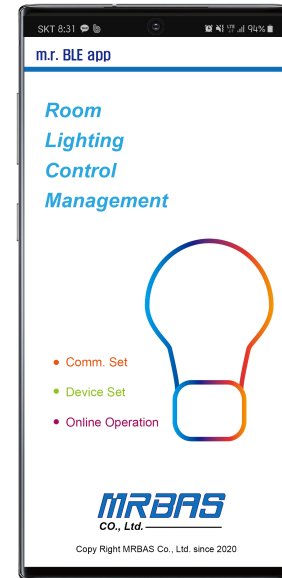 SKT 8:31
94%
m.r. BLE app
Room
Lighting
Control
Management
Comm. Set
Device Set
Online Operation
MRBAS
CO., Ltd.
Copy Right MRBAS Co., Ltd. since 2020